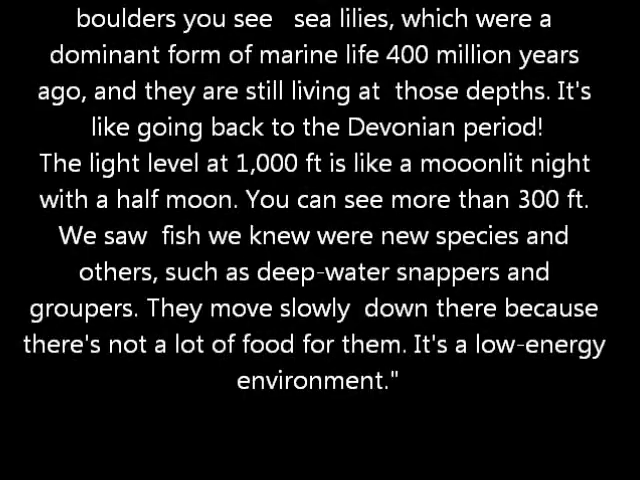 boulders you see   sea lilies, which were a
dominant form of marine life 400 million years
ago, and they are still living at  those depths. It's
like going back to the Devonian period!
The light level at 1,000 ft is like a mooonlit night
with a half moon. You can see more than 300 ft.
We saw  fish we knew were new species and
others, such as deep-water snappers and
groupers. They move slowly  down there because
there's not a lot of food for them. It's a low-energy
environment."